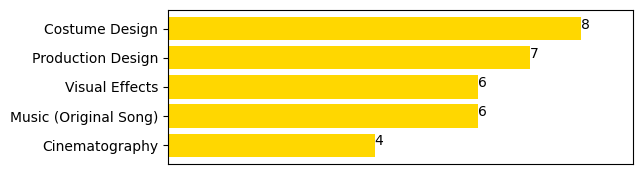 Costume Design 8
Production Design 7
Visual Effects 6
Music (Original Song) 6
Cinematography 4